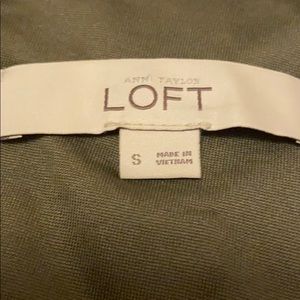 ANN TAYLOR
LOFT
S
MADE IN
VIETNAM